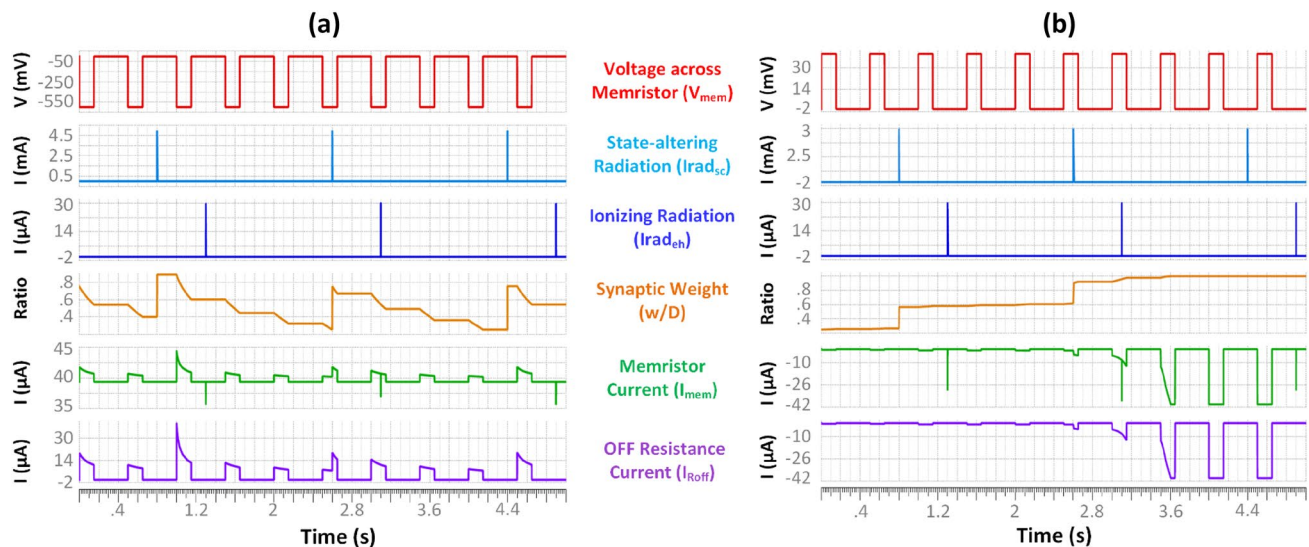 (a)
(b)
V (mV)
-50
-250
-550
Voltage across
Memristor (Vmem)
V (mV)
30
14
-2
I (mA)
4.5
2.5
0.5
State-altering
Radiation (Iradsc)
I (mA)
3
2.5
-2
I (µA)
30
14
-2
Ionizing Radiation
(Iradeh)
I (µA)
30
14
-2
Ratio
.8
.6
.4
Synaptic Weight
(w/D)
Ratio
.8
.6
.4
I (µA)
45
40
35
Memristor
Current (Imem)
I (µA)
-10
-26
-42
I (µA)
30
14
-2
OFF Resistance
Current (IRoff)
I (µA)
-10
-26
-42
.4 1.2 2 2.8 3.6 4.4
Time (s)
.4 1.2 2 2.8 3.6 4.4
Time (s)